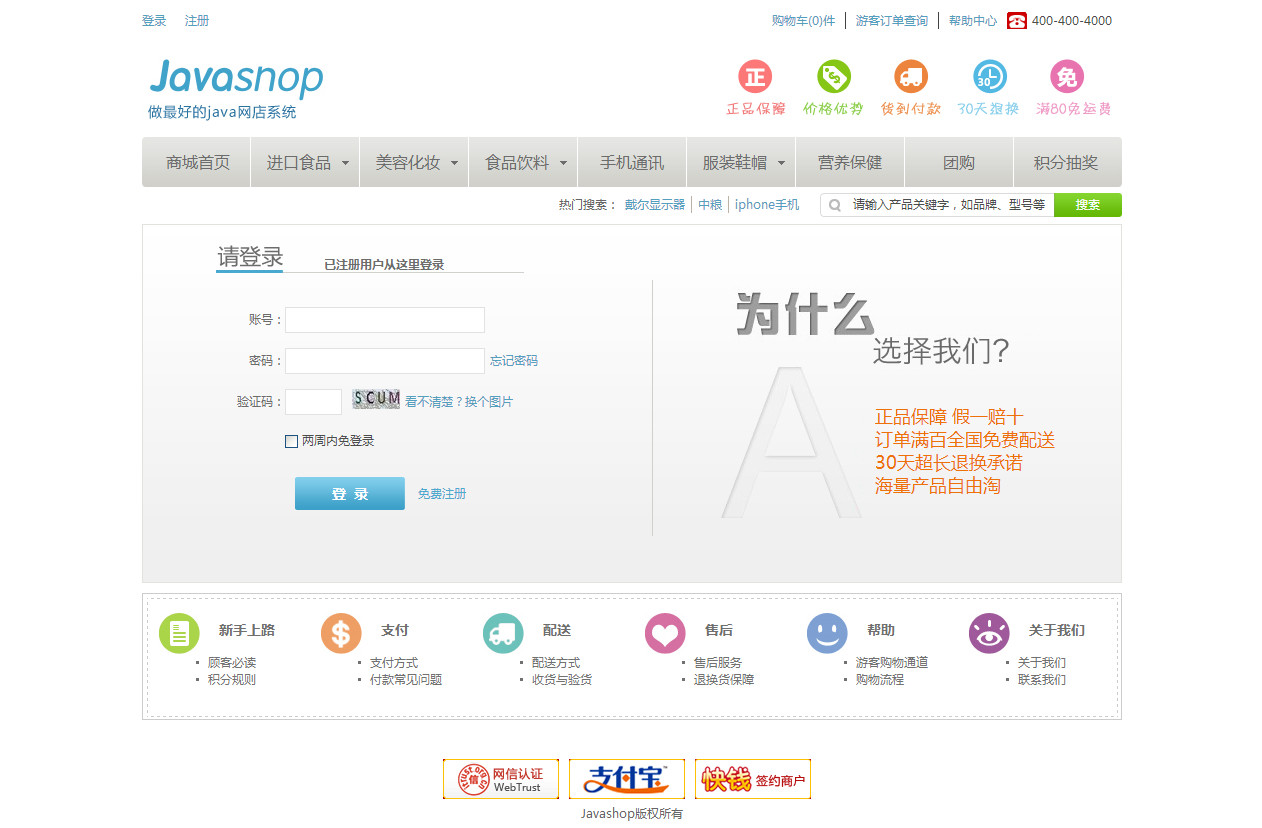 登录 注册 购物车(0)件 游客订单查询 帮助中心 400-400-4000
Javashop
做最好的java网店系统
正 30 免
正品保障 价格优势 货到付款 30天退换 满80免运费
商城首页 进口食品 美容化妆 食品饮料 手机通讯 服装鞋帽 营养保健 团购 积分抽奖
热门搜索： 戴尔显示器 中粮 iphone手机 请输入产品关键字，如品牌、型号等 搜索
请登录 已注册用户从这里登录
账号：
密码： 忘记密码
验证码： SCUM 看不清楚？换个图片
两周内免登录
登 录 免费注册
为什么
选择我们?
A
正品保障 假一赔十
订单满百全国免费配送
30天超长退换承诺
海量产品自由淘
新手上路 支付 配送 售后 帮助 关于我们
顾客必读 支付方式 配送方式 售后服务 游客购物通道 关于我们
积分规则 付款常见问题 收货与验货 退换货保障 购物流程 联系我们
网信认证
WebTrust
支付宝
快钱 签约商户
Javashop版权所有